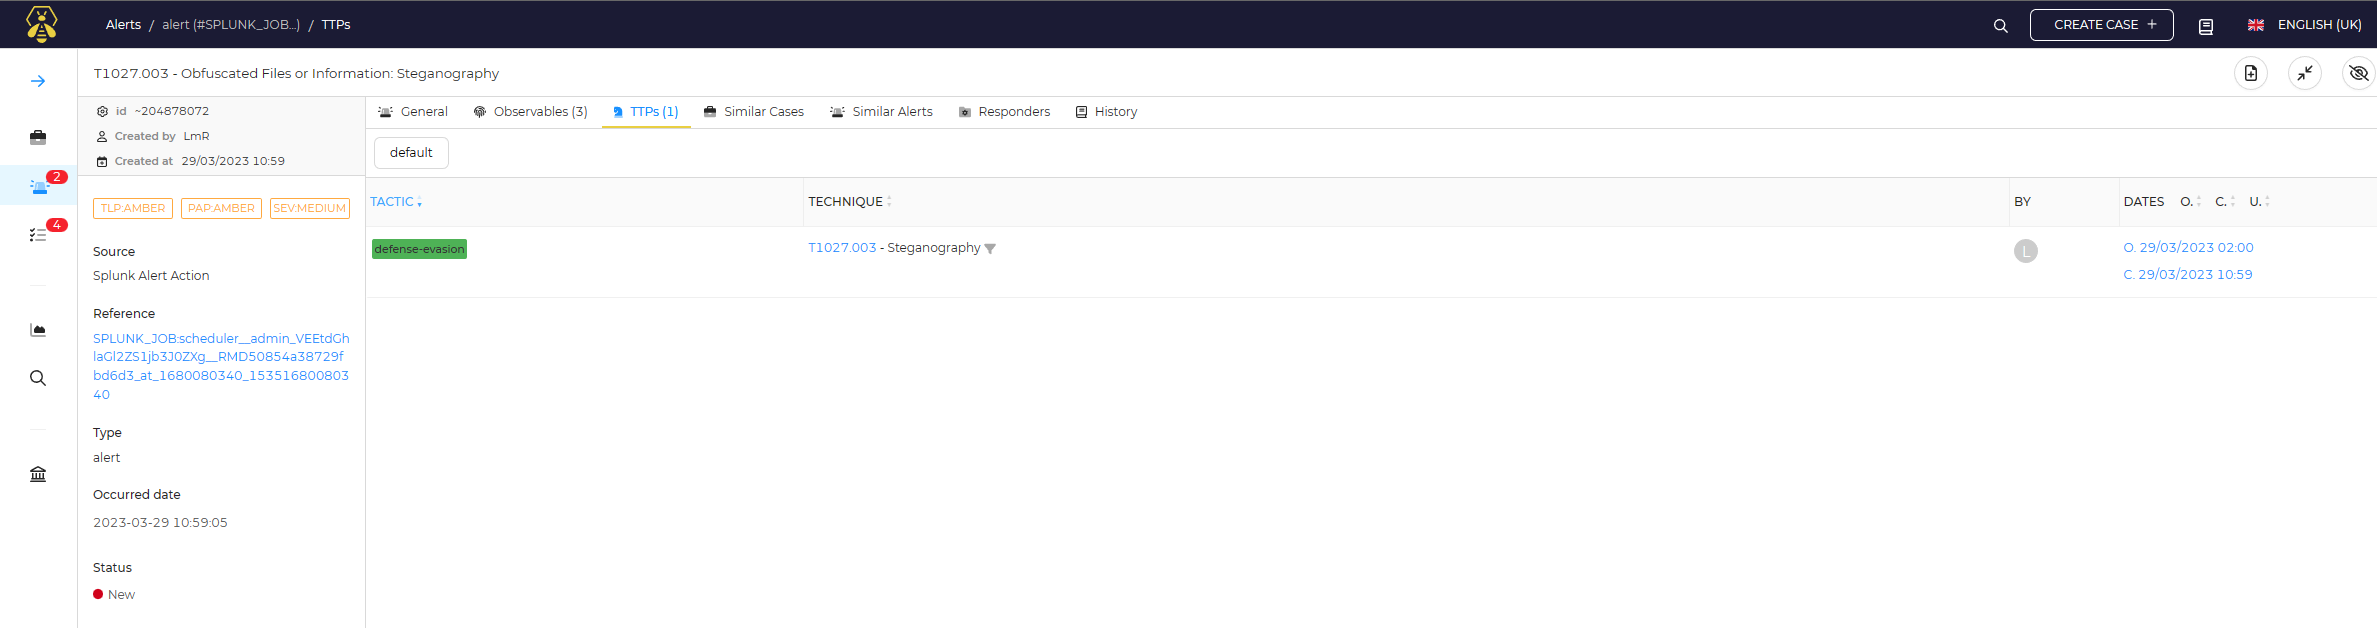 Alerts / alert (#SPLUNK_JOB...) / TTPs
CREATE CASE +
ENGLISH (UK)
T1027.003 - Obfuscated Files or Information: Steganography
id ~204878072
Created by LmR
Created at 29/03/2023 10:59
2
4
TLP:AMBER PAP:AMBER SEV:MEDIUM
Source
Splunk Alert Action
Reference
SPLUNK_JOB:scheduler__admin_VEEtdGh
laGl2ZS1jb3J0ZXg__RMD50854a38729f
bd6d3_at_1680080340_153516800803
40
Type
alert
Occurred date
2023-03-29 10:59:05
Status
New
General Observables (3) TTPs (1) Similar Cases Similar Alerts Responders History
default
TACTIC TECHNIQUE BY DATES O. C. U.
defense-evasion T1027.003 - Steganography L O. 29/03/2023 02:00
C. 29/03/2023 10:59